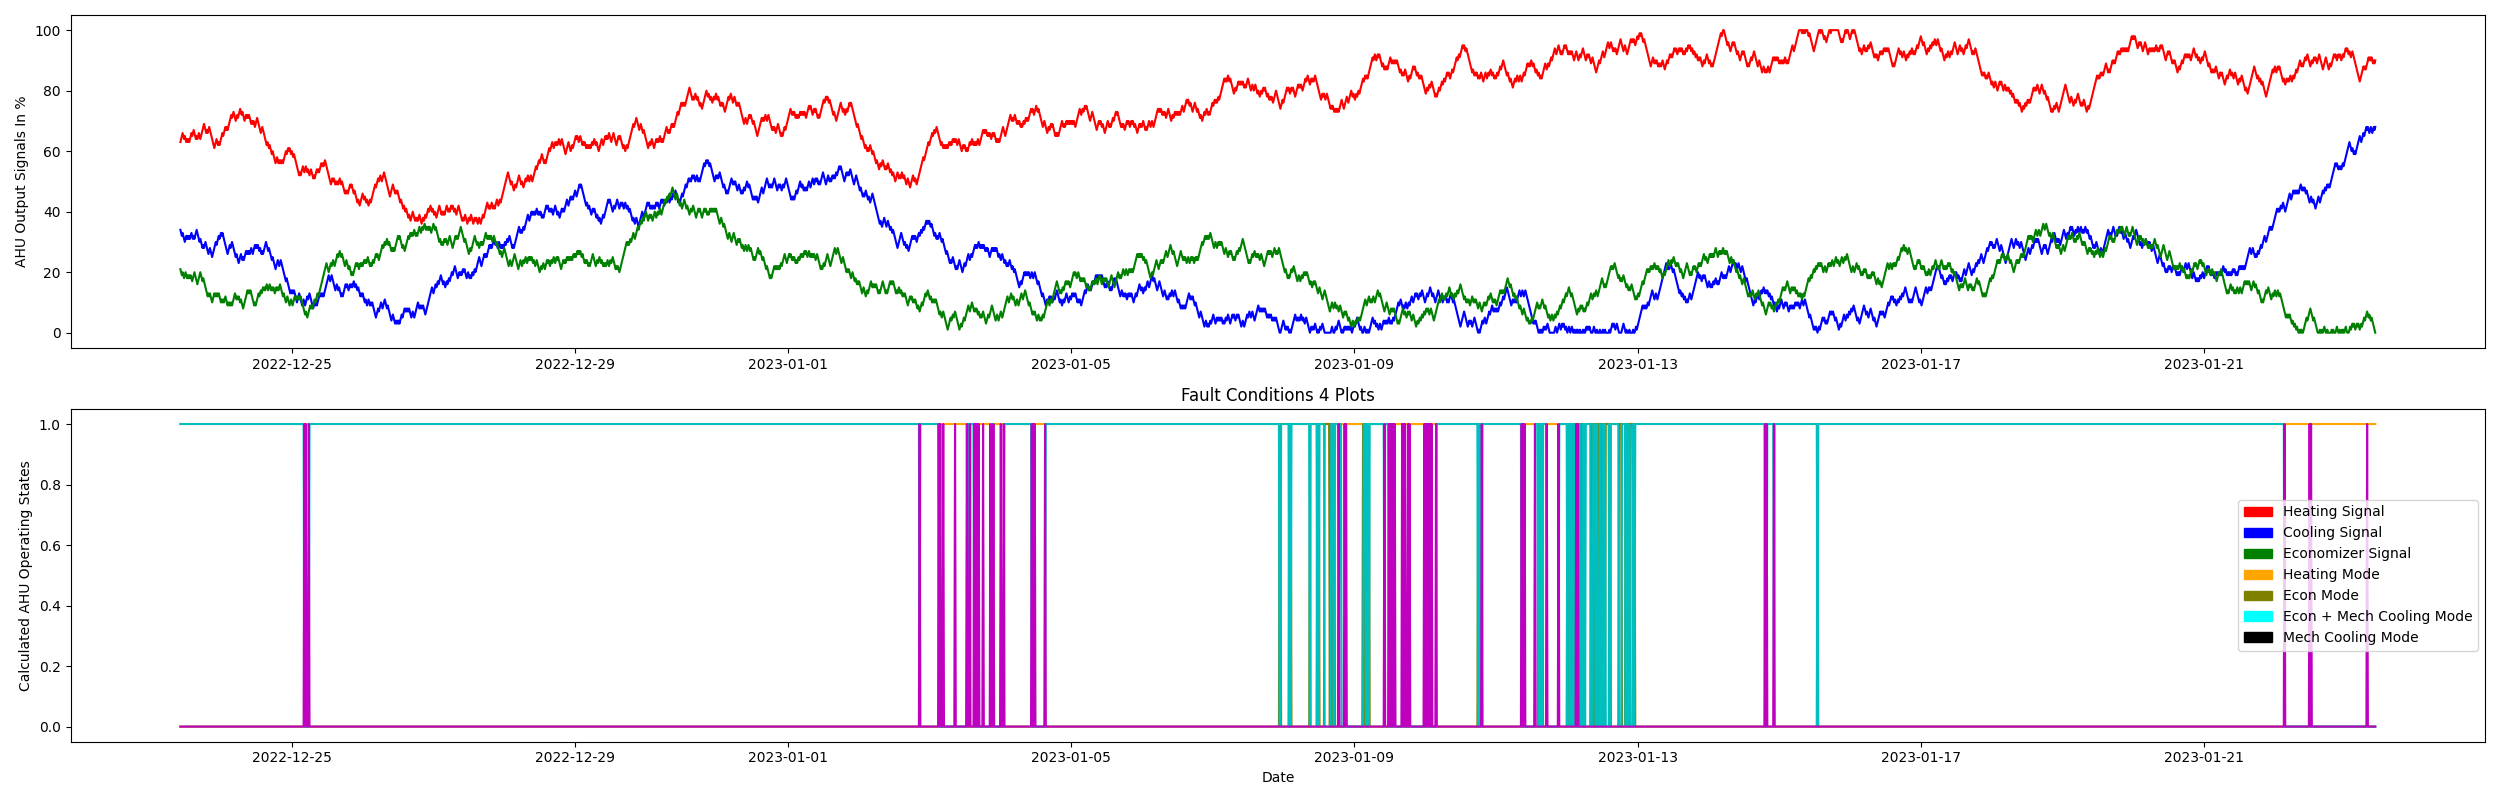 AHU Output Signals In %
100
80
60
40
20
0
2022-12-25 2022-12-29 2023-01-01 2023-01-05 2023-01-09 2023-01-13 2023-01-17 2023-01-21
Fault Conditions 4 Plots
Calculated AHU Operating States
1.0
0.8
0.6
0.4
0.2
0.0
Heating Signal
Cooling Signal
Economizer Signal
Heating Mode
Econ Mode
Econ + Mech Cooling Mode
Mech Cooling Mode
2022-12-25 2022-12-29 2023-01-01 2023-01-05 2023-01-09 2023-01-13 2023-01-17 2023-01-21
Date